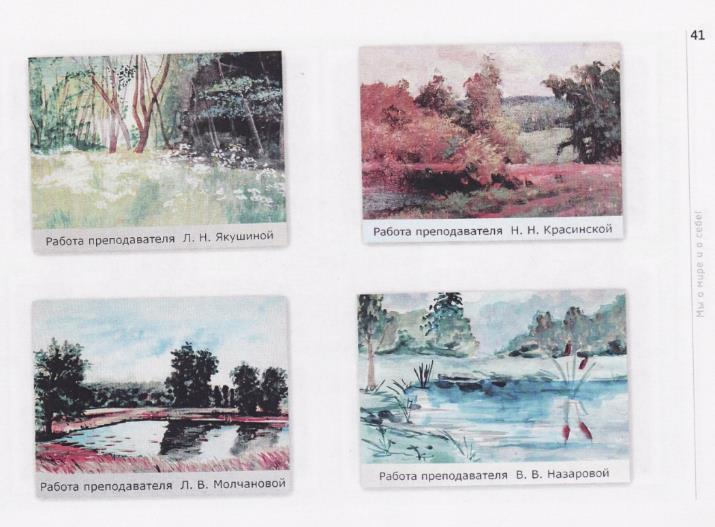 41
Работа преподавателя Л. Н. Якушиной
Работа преподавателя Н. Н. Красинской
Мы о мире и о себе!
Работа преподавателя Л. В. Молчановой
Работа преподавателя В. В. Назаровой